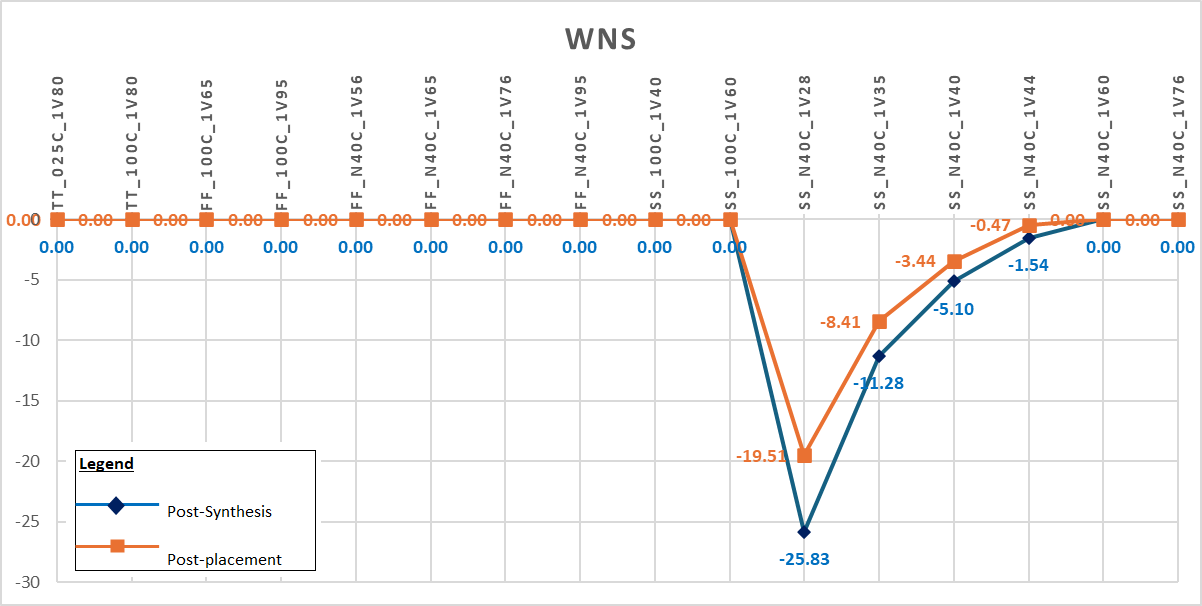 WNS
TT_025C_1V80
TT_100C_1V80
FF_100C_1V65
FF_100C_1V95
FF_N40C_1V56
FF_N40C_1V65
FF_N40C_1V76
FF_N40C_1V95
SS_100C_1V40
SS_100C_1V60
SS_N40C_1V28
SS_N40C_1V35
SS_N40C_1V40
SS_N40C_1V44
SS_N40C_1V60
SS_N40C_1V76
0
-5
-10
-15
-20
-25
-30
0.00 0.00 0.00 0.00 0.00 0.00 0.00 0.00 0.00 0.00 -19.51 -8.41 -3.44 -0.47 0.00 0.00
0.00 0.00 0.00 0.00 0.00 0.00 0.00 0.00 0.00 0.00 -25.83 -11.28 -5.10 -1.54 0.00 0.00
Legend
Post-Synthesis
Post-placement